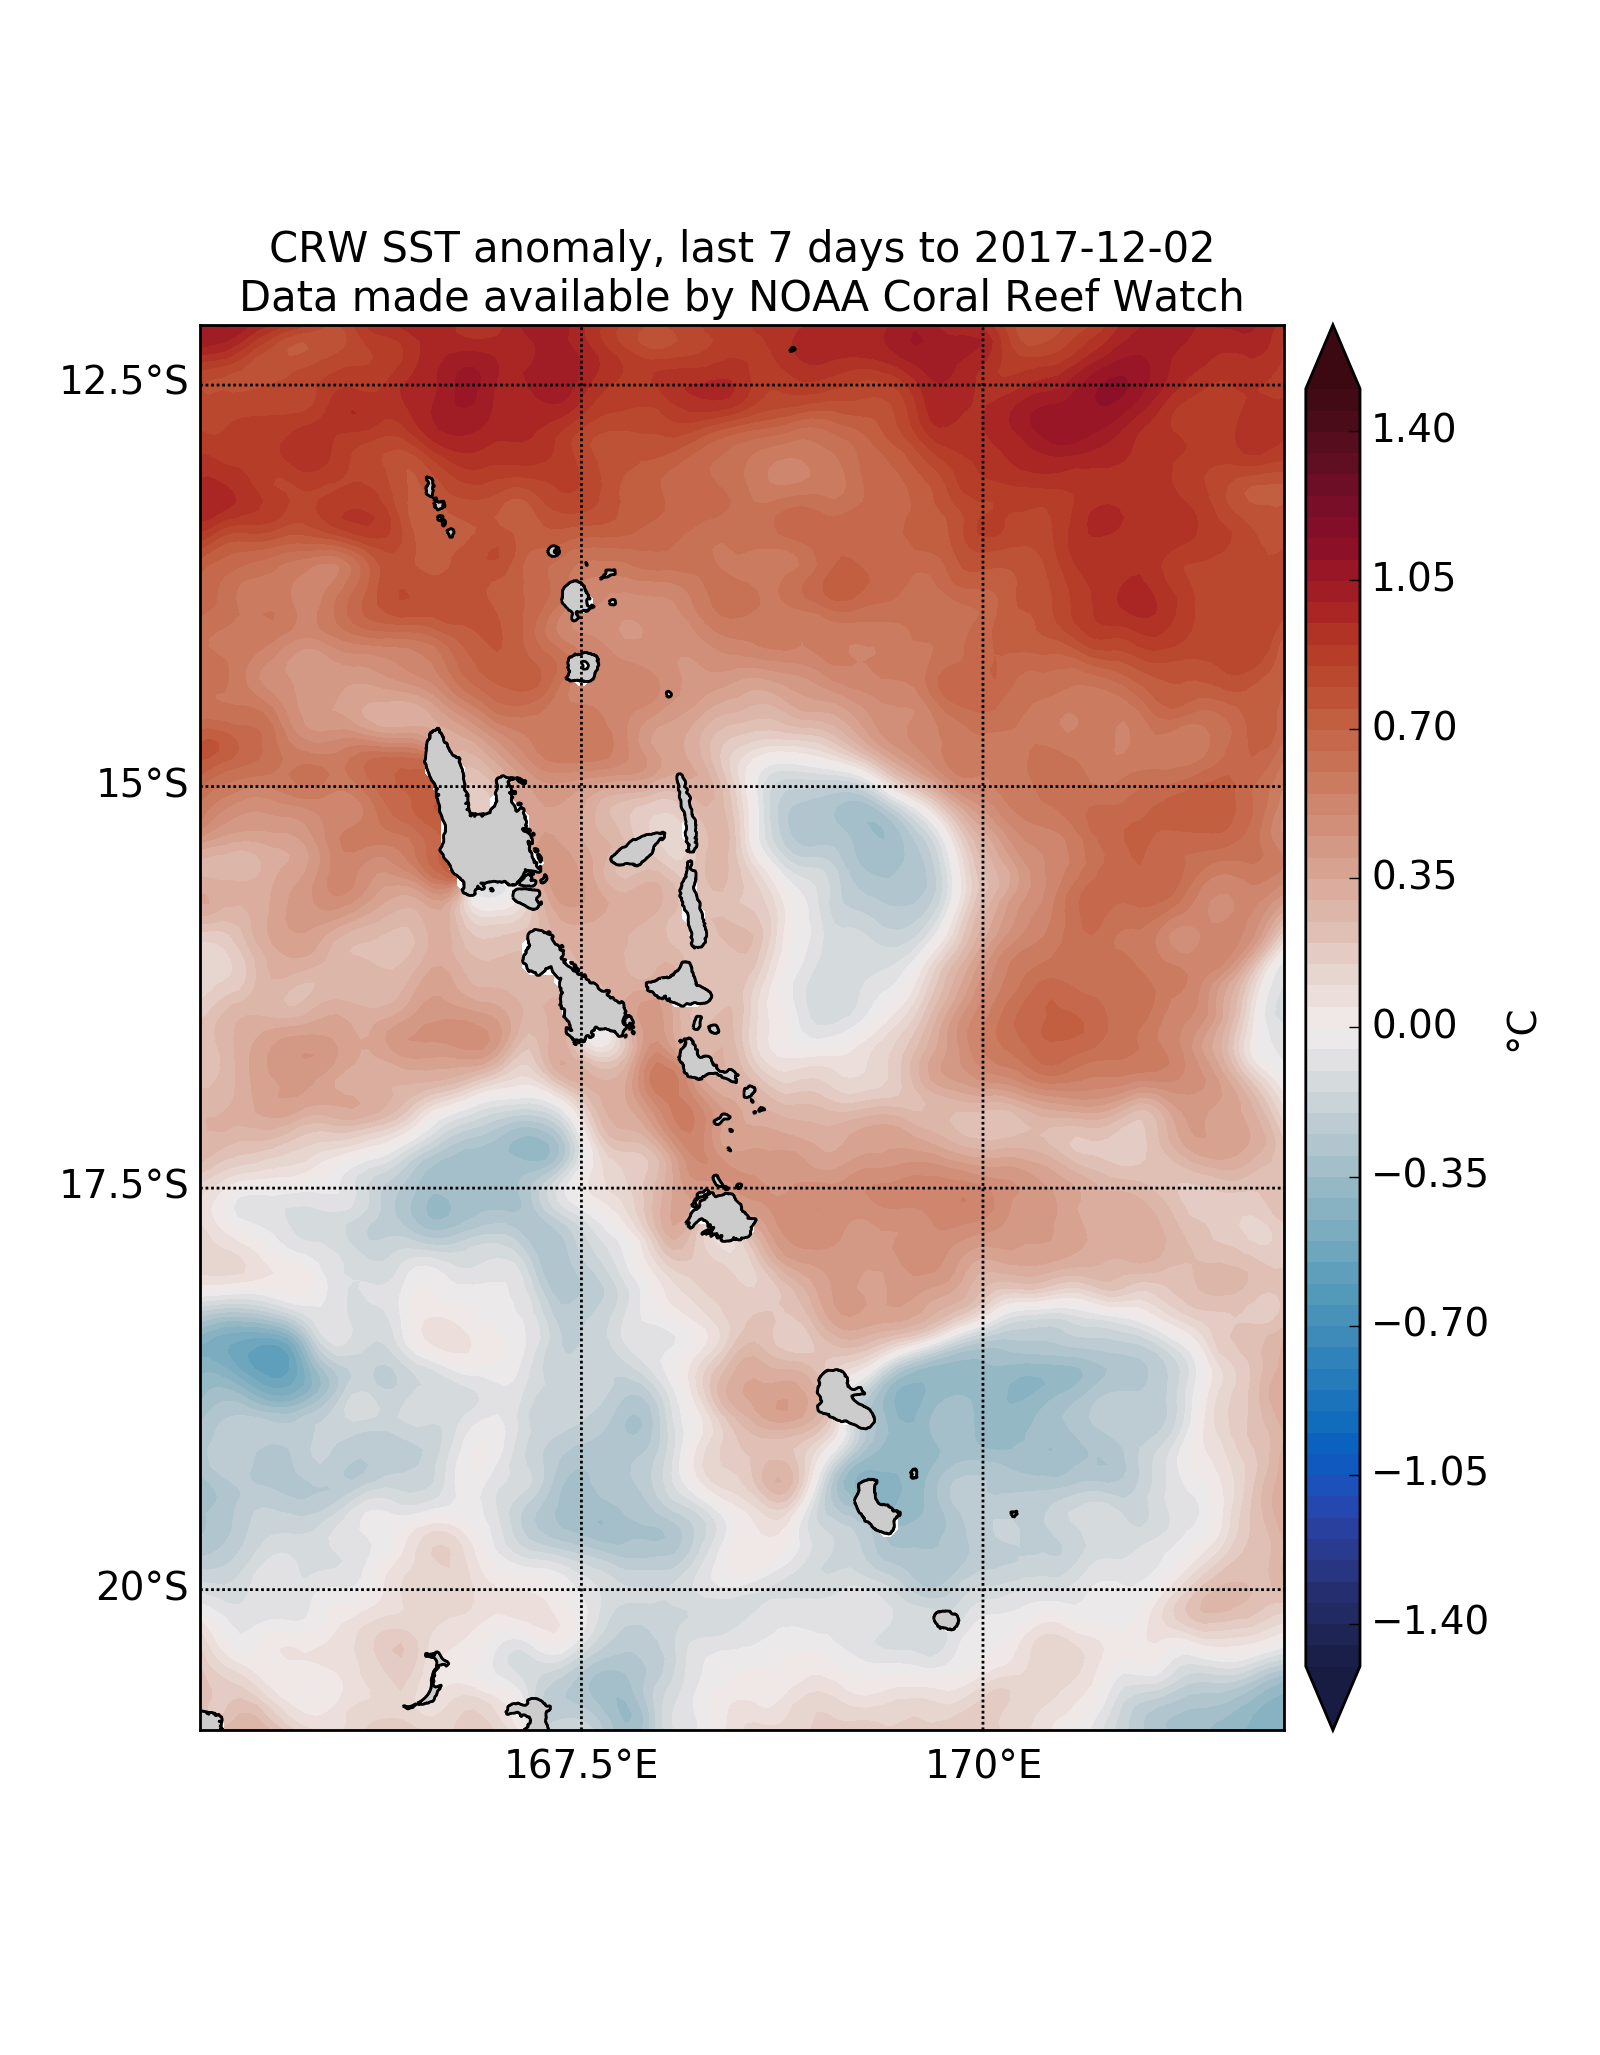 CRW SST anomaly, last 7 days to 2017-12-02
Data made available by NOAA Coral Reef Watch
12.5°S
15°S
17.5°S
20°S
167.5°E
170°E
1.40
1.05
0.70
0.35
0.00
−0.35
−0.70
−1.05
−1.40
°C